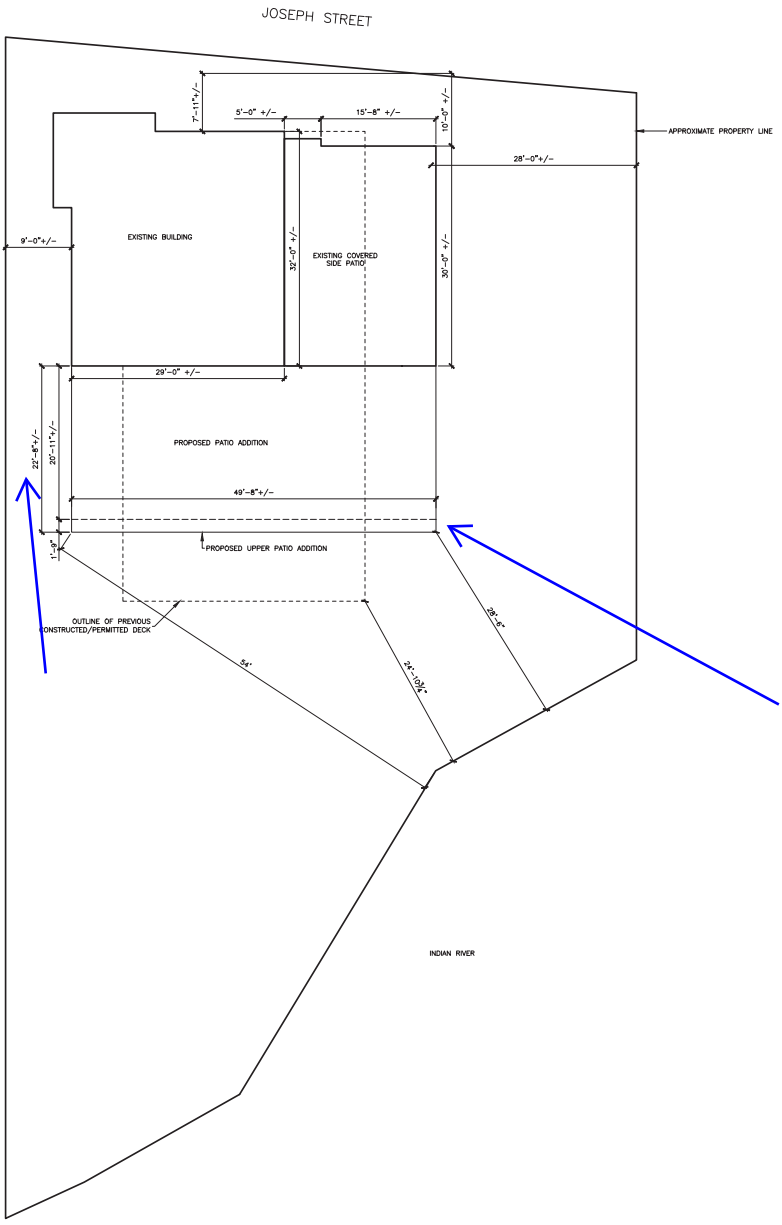 JOSEPH STREET
7'-11"+/-
5'-0" +/-
15'-8" +/-
10'-0" +/-
APPROXIMATE PROPERTY LINE
28'-0"+/-
9'-0"+/-
EXISTING BUILDING
32'-0" +/-
EXISTING COVERED
SIDE PATIO
30'-0" +/-
29'-0" +/-
22'-8"+/-
20'-11"+/-
PROPOSED PATIO ADDITION
49'-8"+/-
1'-9"
PROPOSED UPPER PATIO ADDITION
OUTLINE OF PREVIOUS
CONSTRUCTED/PERMITTED DECK
28'-6"
24'-10¾"
54'
INDIAN RIVER